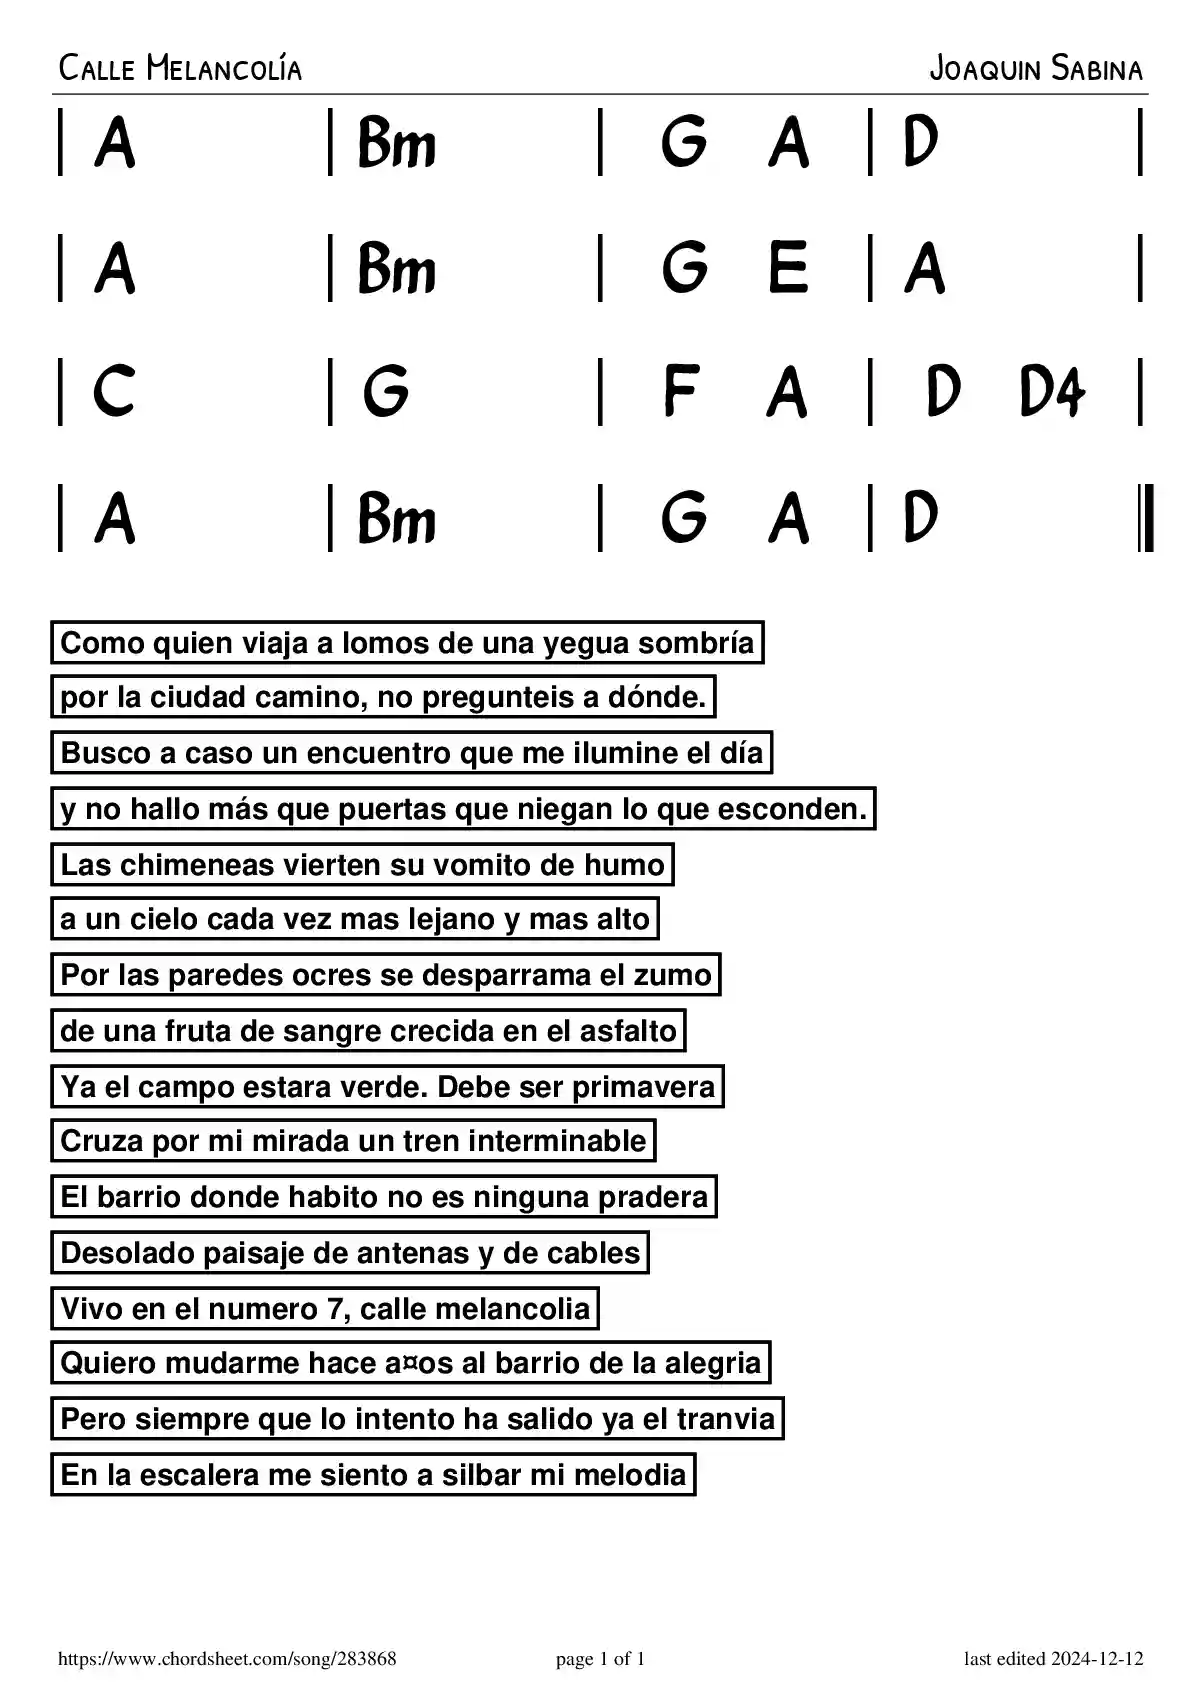 Calle Melancolía Joaquin Sabina
| A | Bm | G A | D |
| A | Bm | G E | A |
| C | G | F A | D D4 |
| A | Bm | G A | D ||
Como quien viaja a lomos de una yegua sombría
por la ciudad camino, no pregunteis a dónde.
Busco a caso un encuentro que me ilumine el día
y no hallo más que puertas que niegan lo que esconden.
Las chimeneas vierten su vomito de humo
a un cielo cada vez mas lejano y mas alto
Por las paredes ocres se desparrama el zumo
de una fruta de sangre crecida en el asfalto
Ya el campo estara verde. Debe ser primavera
Cruza por mi mirada un tren interminable
El barrio donde habito no es ninguna pradera
Desolado paisaje de antenas y de cables
Vivo en el numero 7, calle melancolia
Quiero mudarme hace a¤os al barrio de la alegria
Pero siempre que lo intento ha salido ya el tranvia
En la escalera me siento a silbar mi melodia
https://www.chordsheet.com/song/283868 page 1 of 1 last edited 2024-12-12